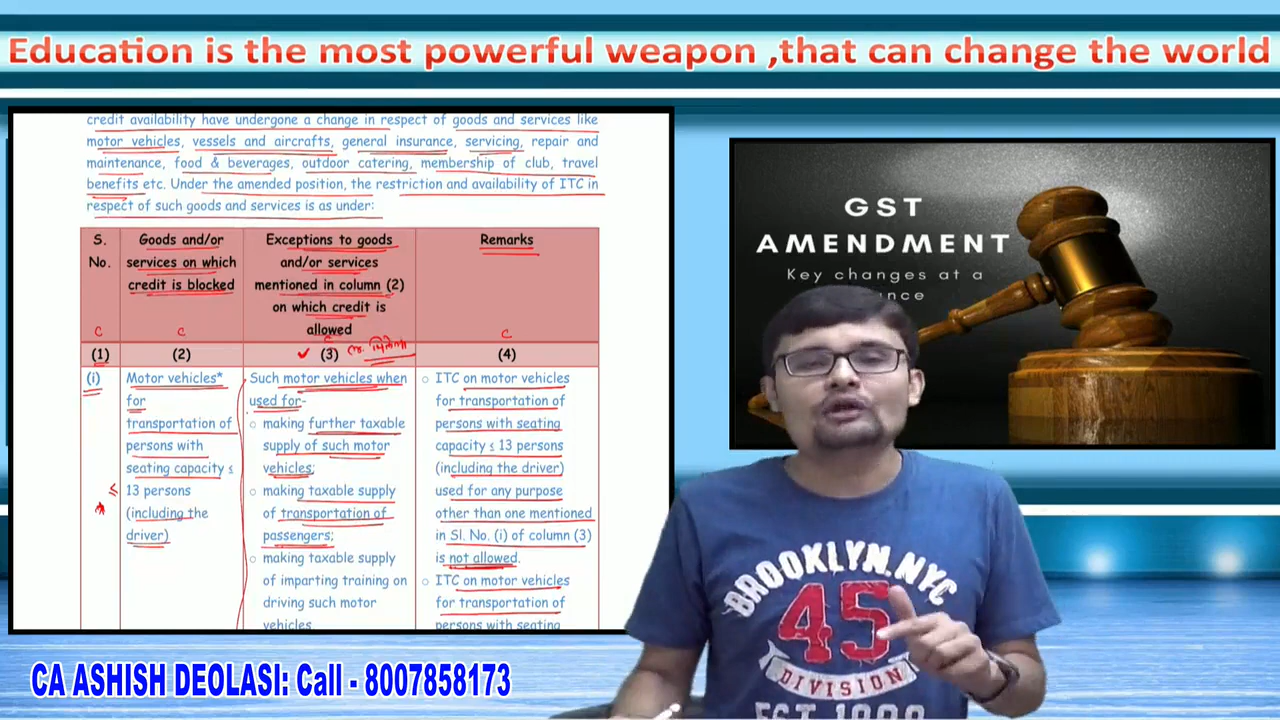 Education is the most powerful weapon ,that can change the world
credit availability have undergone a change in respect of goods and services like
motor vehicles, vessels and aircrafts, general insurance, servicing, repair and
maintenance, food & beverages, outdoor catering, membership of club, travel
benefits etc. Under the amended position, the restriction and availability of ITC in
respect of such goods and services is as under:
S.
No.
Goods and/or
services on which
credit is blocked
Exceptions to goods
and/or services
mentioned in column (2)
on which credit is
allowed
Remarks
C
C
C
(1)
(2)
(3)
(4)
(i)
Motor vehicles*
for
transportation of
persons with
seating capacity ≤
13 persons
(including the
driver)
Such motor vehicles when
used for-
making further taxable
supply of such motor
vehicles;
making taxable supply
of transportation of
passengers;
making taxable supply
of imparting training on
driving such motor
vehicles
ITC on motor vehicles
for transportation of
persons with seating
capacity ≤ 13 persons
(including the driver)
used for any purpose
other than one mentioned
in Sl. No. (i) of column (3)
is not allowed.
ITC on motor vehicles
for transportation of
persons with seating
GST
AMENDMENT
Key changes at a
BROOKLYN.NYC
45
DIVISION
EST 1898
CA ASHISH DEOLASI: Call - 8007858173